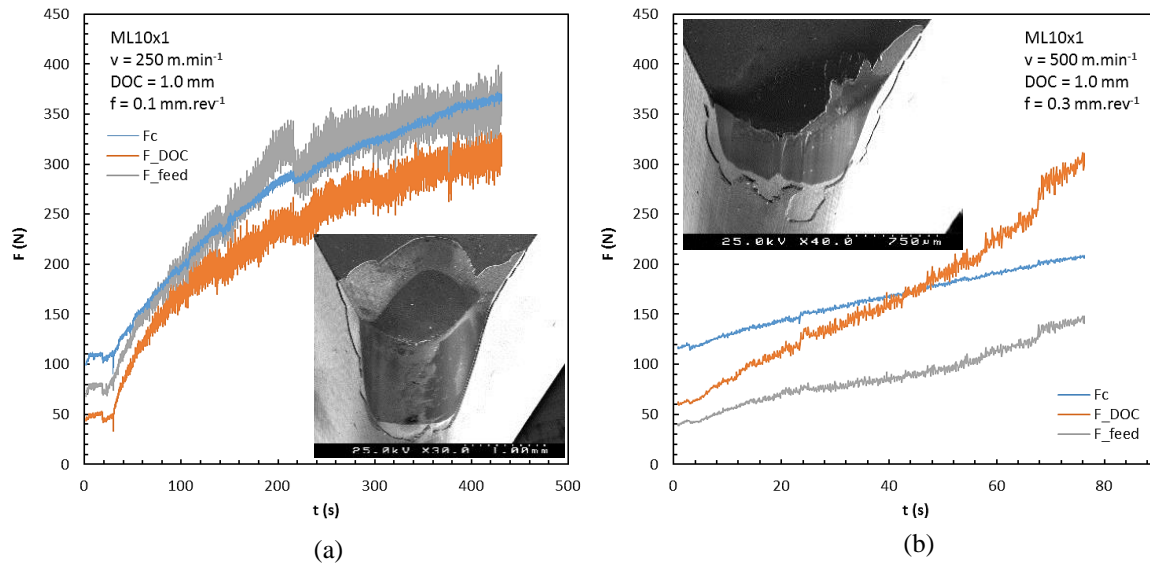 450
400
350
300
250
200
150
100
50
0
F (N)
ML10x1
v = 250 m.min⁻¹
DOC = 1.0 mm
f = 0.1 mm.rev⁻¹
Fc
F_DOC
F_feed
25.0kV X30.0 1.00mm
0 100 200 300 400 500
t (s)
(a)
450
400
350
300
250
200
150
100
50
0
F (N)
25.0kV X40.0 750µm
ML10x1
v = 500 m.min⁻¹
DOC = 1.0 mm
f = 0.3 mm.rev⁻¹
Fc
F_DOC
F_feed
0 20 40 60 80
t (s)
(b)